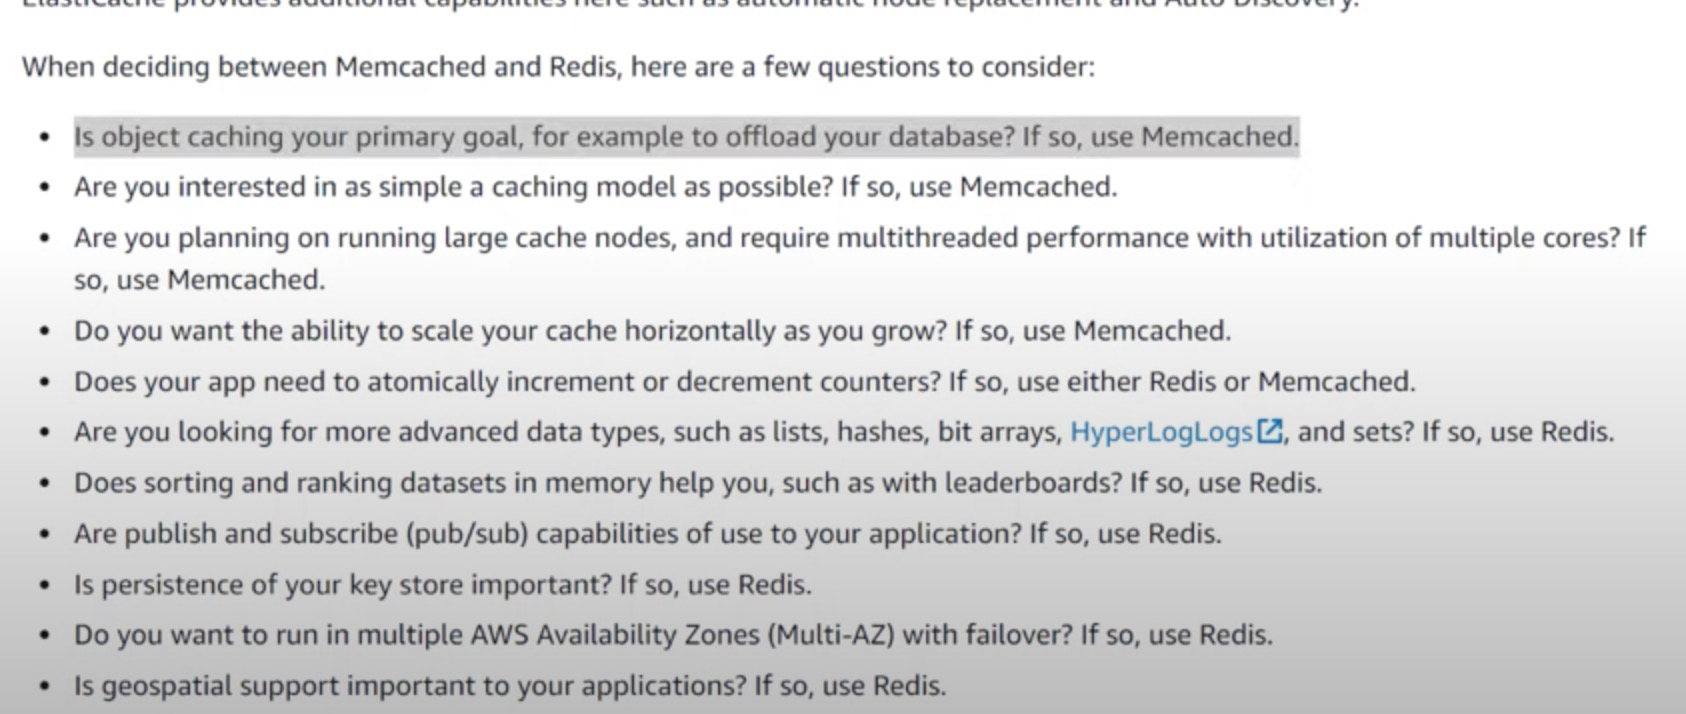 ElastiCache provides additional capabilities here such as automatic node replacement and Auto Discovery.
When deciding between Memcached and Redis, here are a few questions to consider:
• Is object caching your primary goal, for example to offload your database? If so, use Memcached.
• Are you interested in as simple a caching model as possible? If so, use Memcached.
• Are you planning on running large cache nodes, and require multithreaded performance with utilization of multiple cores? If
so, use Memcached.
• Do you want the ability to scale your cache horizontally as you grow? If so, use Memcached.
• Does your app need to atomically increment or decrement counters? If so, use either Redis or Memcached.
• Are you looking for more advanced data types, such as lists, hashes, bit arrays, HyperLogLogs, and sets? If so, use Redis.
• Does sorting and ranking datasets in memory help you, such as with leaderboards? If so, use Redis.
• Are publish and subscribe (pub/sub) capabilities of use to your application? If so, use Redis.
• Is persistence of your key store important? If so, use Redis.
• Do you want to run in multiple AWS Availability Zones (Multi-AZ) with failover? If so, use Redis.
• Is geospatial support important to your applications? If so, use Redis.